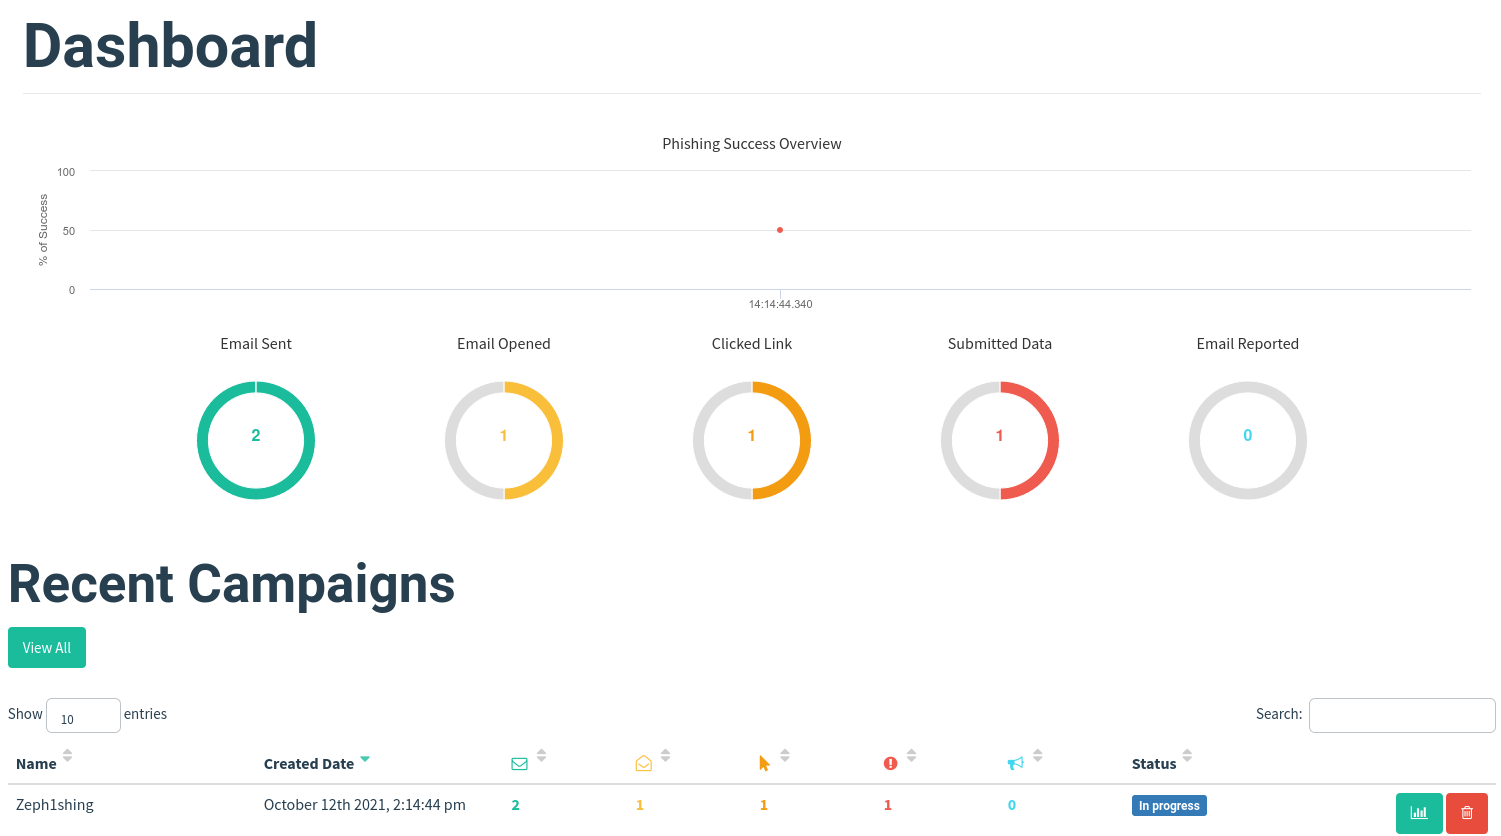 Dashboard
Phishing Success Overview
100
% of Success
50
0
14:14:44.340
Email Sent Email Opened Clicked Link Submitted Data Email Reported
2 1 1 1 0
Recent Campaigns
View All
Show 10 entries Search:
Name Created Date Status
Zeph1shing October 12th 2021, 2:14:44 pm 2 1 1 1 0 In progress